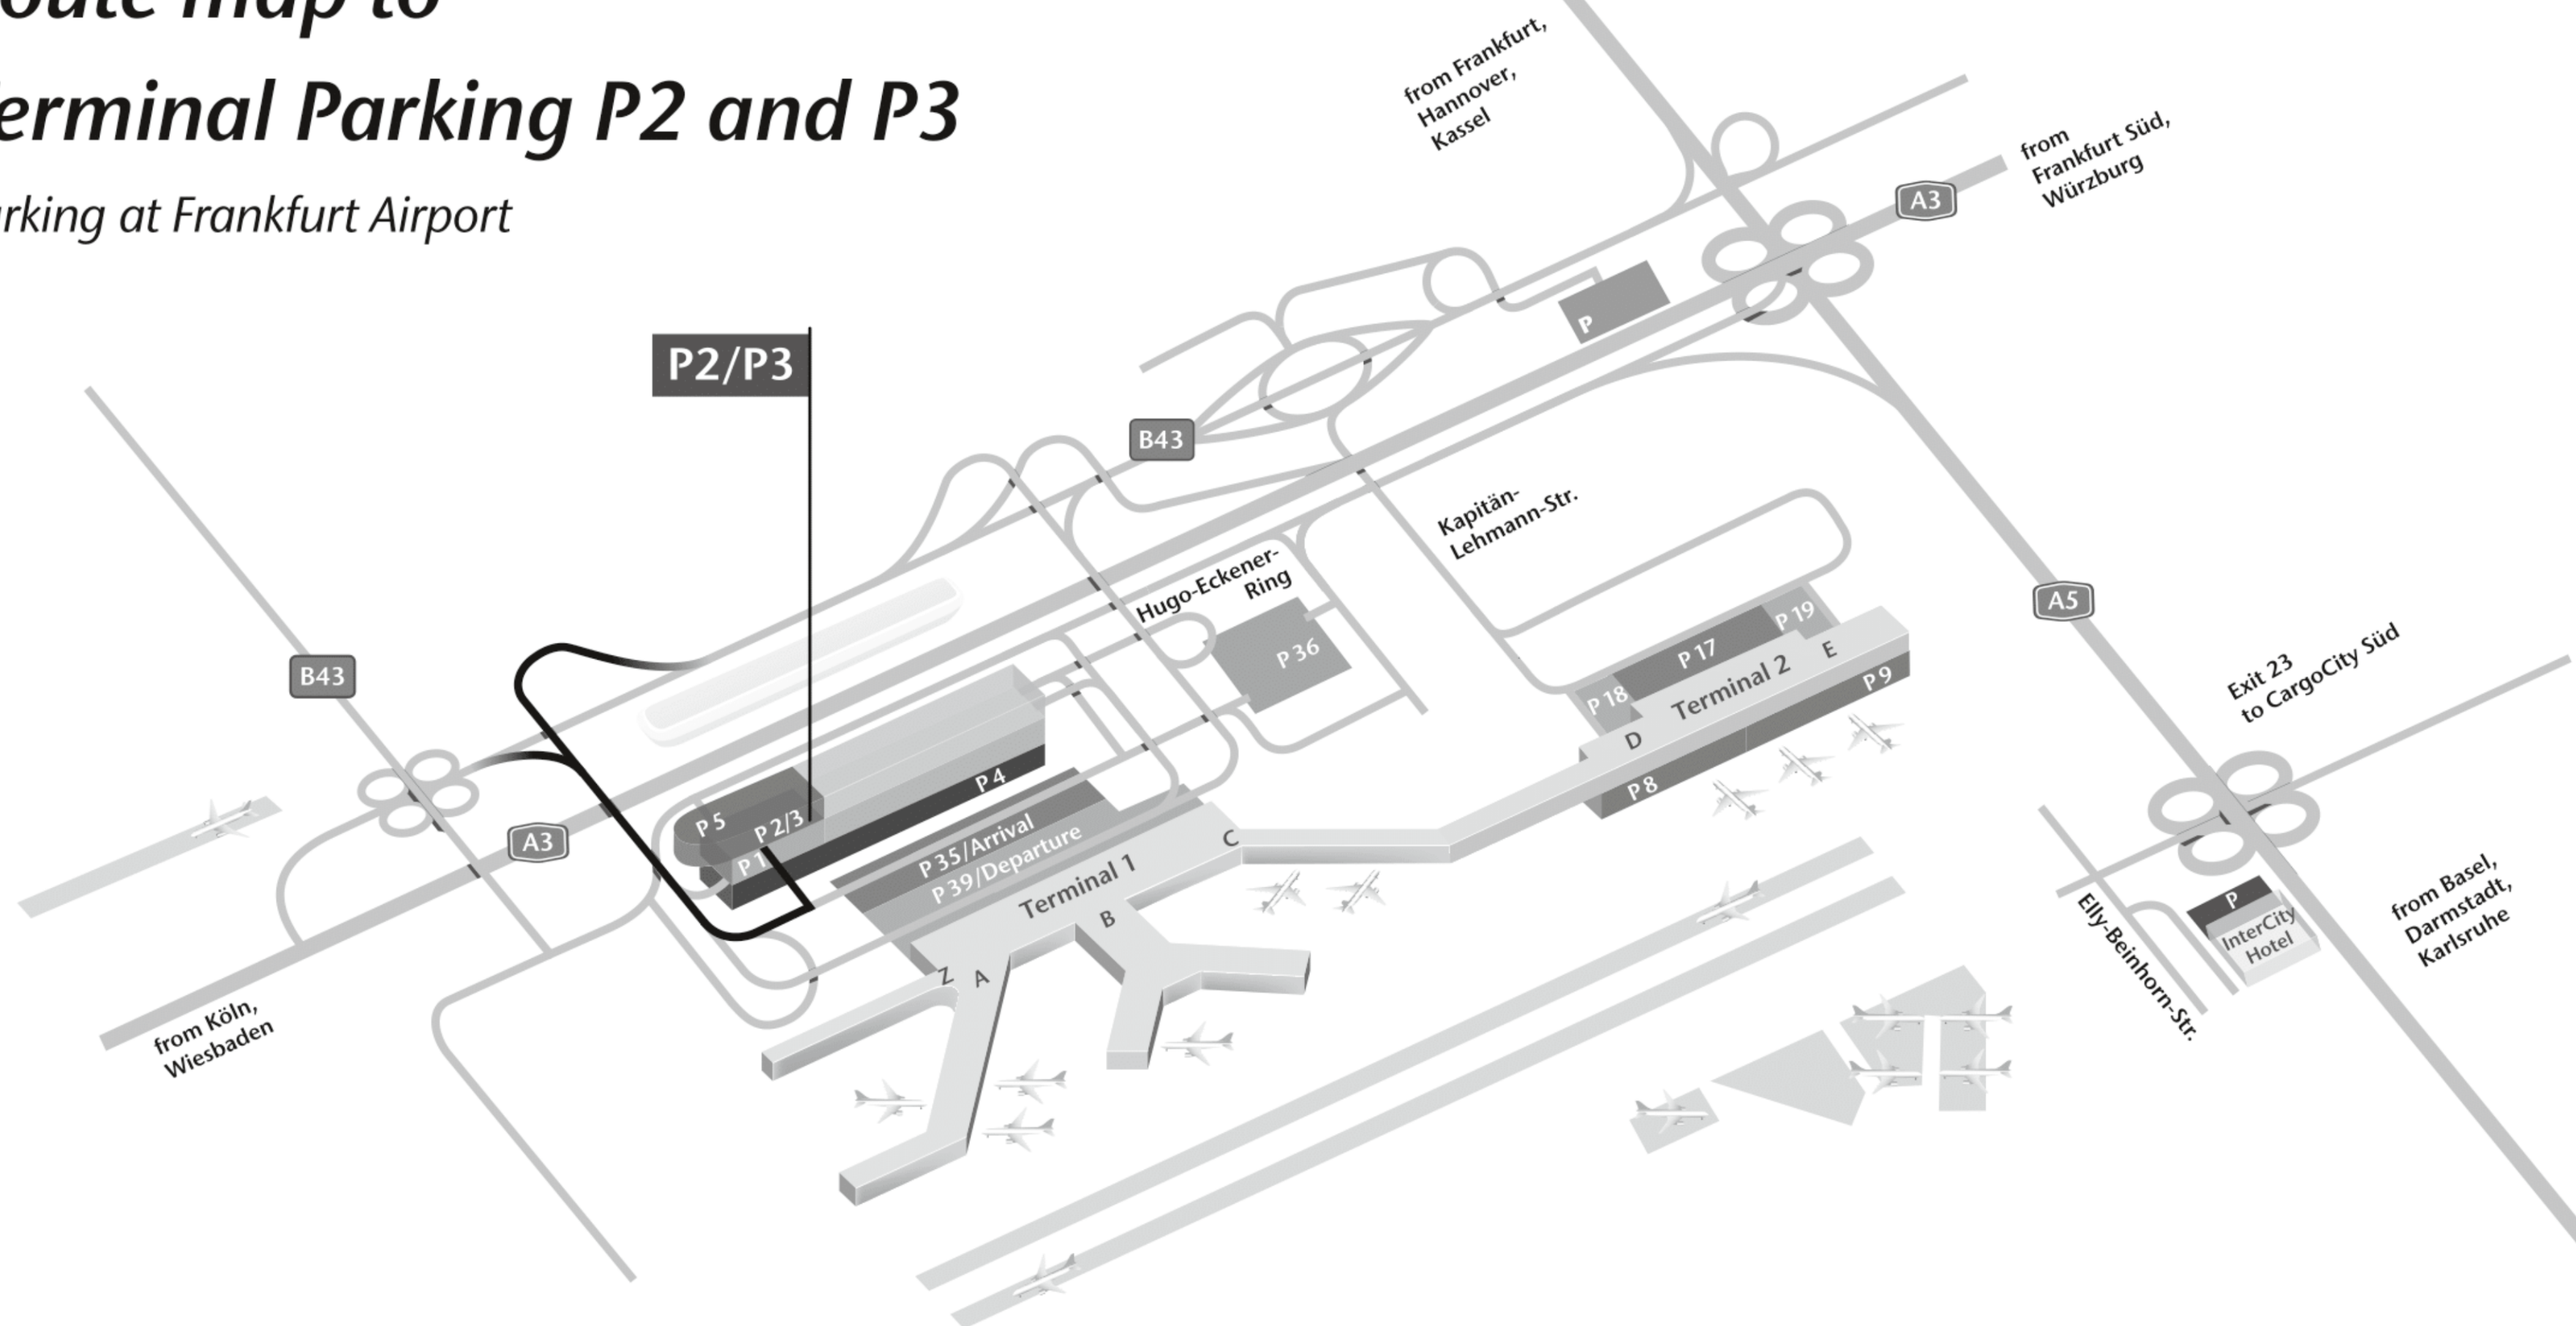 oute map to
erminal Parking P2 and P3
rking at Frankfurt Airport
from Frankfurt,
Hannover,
Kassel
from
Frankfurt Süd,
Würzburg
A3
P
P2/P3
B43
Kapitän-
Lehmann-Str.
Hugo-Eckener-
Ring
A5
P 36
P 19
P 17
E
Terminal 2
P 18
P 9
D
P 8
Exit 23
to CargoCity Süd
B43
A3
P 4
P 5
P 2/3
P 1
P 35/Arrival
P 39/Departure
Terminal 1
C
B
Z
A
P
InterCity
Hotel
Elly-Beinhorn-Str.
from Basel,
Darmstadt,
Karlsruhe
from Köln,
Wiesbaden